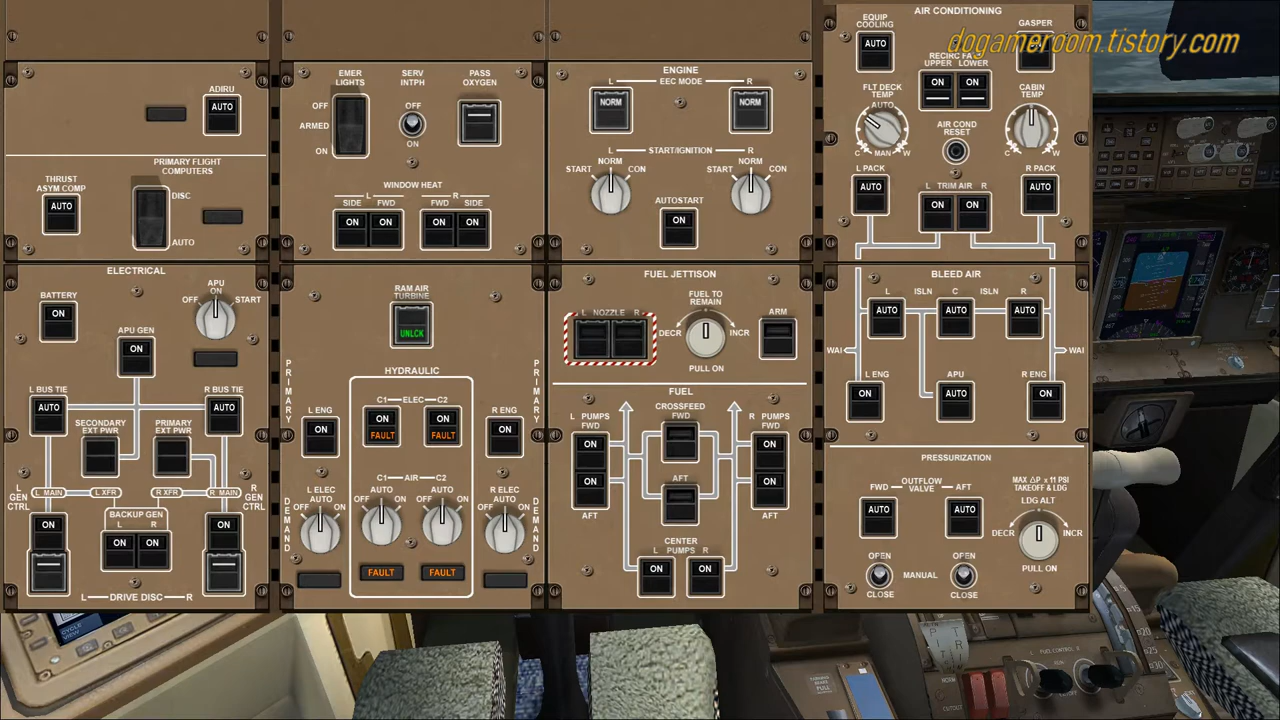 dogameroom.tistory.com
ADIRU
AUTO
THRUST
ASYM COMP
AUTO
PRIMARY FLIGHT
COMPUTERS
DISC
AUTO
EMER
LIGHTS
OFF
ARMED
ON
SERV
INTPH
OFF
ON
PASS
OXYGEN
WINDOW HEAT
L R
SIDE FWD FWD SIDE
ON ON ON ON
ENGINE
L EEC MODE R
NORM NORM
L START/IGNITION R
NORM NORM
START CON START CON
AUTOSTART
ON
AIR CONDITIONING
EQUIP
COOLING
AUTO
GASPER
UPPER LOWER
ON ON
FLT DECK
TEMP
AUTO
C MAN W
AIR COND
RESET
CABIN
TEMP
C W
L PACK
AUTO
R PACK
AUTO
L TRIM AIR R
ON ON
ELECTRICAL
BATTERY
ON
APU
ON
OFF START
APU GEN
ON
L BUS TIE
AUTO
R BUS TIE
AUTO
SECONDARY
EXT PWR
PRIMARY
EXT PWR
L MAIN L XFR R XFR R MAIN
L
GEN
CTRL
ON
R
GEN
CTRL
ON
BACKUP GEN
L R
ON ON
L DRIVE DISC R
RAM AIR
TURBINE
UNLCK
HYDRAULIC
PRIMARY
PRIMARY
C1 ELEC C2
ON ON
FAULT FAULT
L ENG
ON
R ENG
ON
C1 AIR C2
AUTO AUTO
OFF ON OFF ON
L ELEC
AUTO
OFF ON
R ELEC
AUTO
OFF ON
DEMAND
DEMAND
FAULT FAULT
FUEL JETTISON
L NOZZLE R
FUEL TO
REMAIN
DECR INCR
PULL ON
ARM
FUEL
L PUMPS
FWD
ON
ON
AFT
CROSSFEED
FWD
AFT
R PUMPS
FWD
ON
ON
AFT
CENTER
L PUMPS R
ON ON
BLEED AIR
L ISLN C ISLN R
AUTO AUTO AUTO
WAI WAI
L ENG
ON
APU
AUTO
R ENG
ON
PRESSURIZATION
FWD OUTFLOW VALVE AFT
AUTO AUTO
MAX ΔP x 11 PSI
TAKEOFF & LDG
LDG ALT
DECR INCR
PULL ON
OPEN OPEN
MANUAL
CLOSE CLOSE